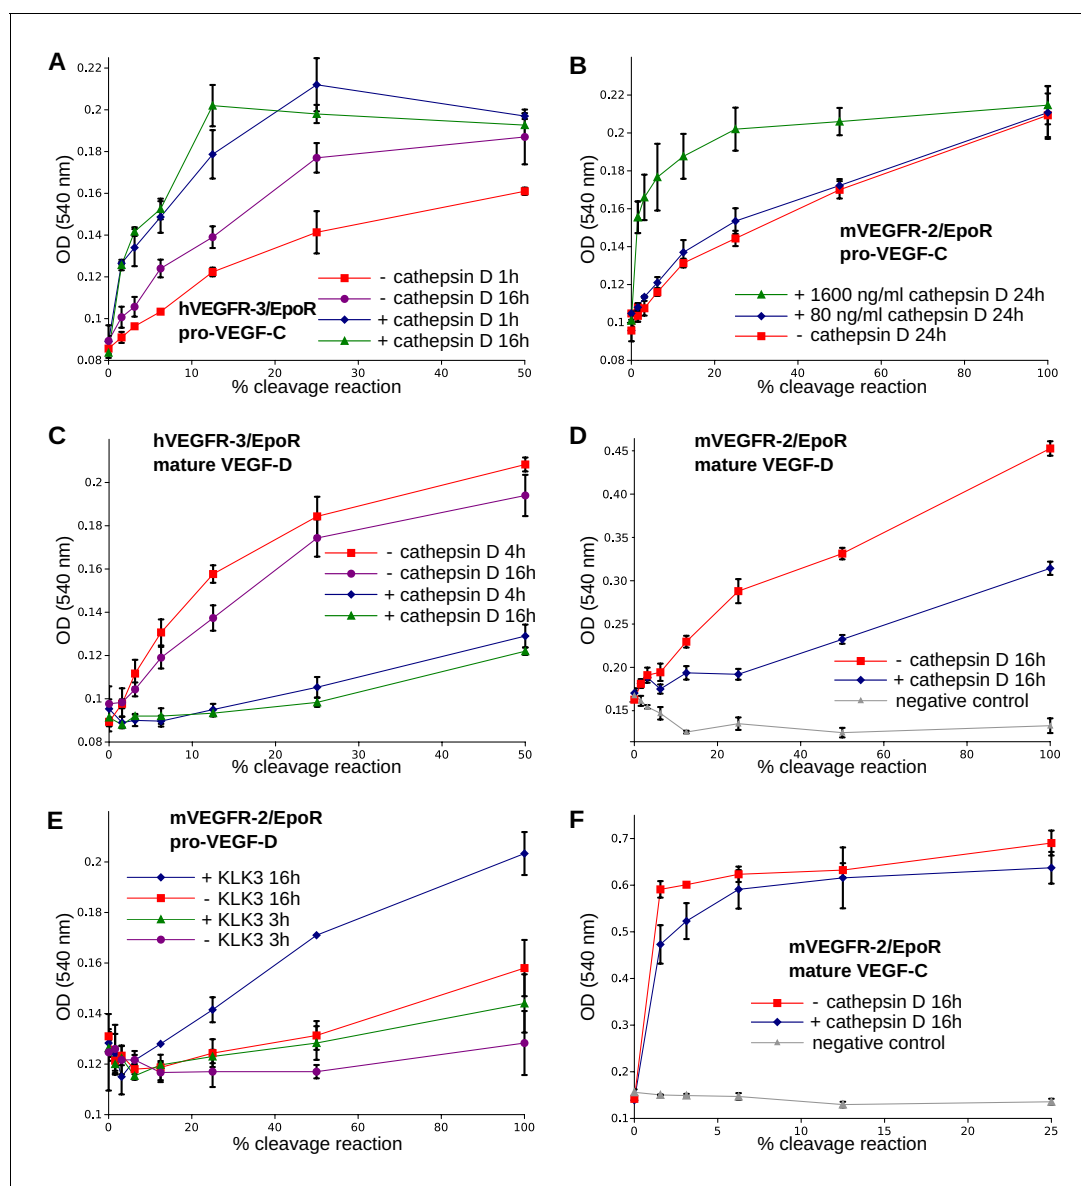 A
0.22
0.2
0.18
0.16
0.14
0.12
0.1
0.08
OD (540 nm)
- cathepsin D 1h
- cathepsin D 16h
+ cathepsin D 1h
+ cathepsin D 16h
hVEGFR-3/EpoR
pro-VEGF-C
0 10 20 30 40 50
% cleavage reaction
B
0.22
0.2
0.18
0.16
0.14
0.12
0.1
0.08
OD (540 nm)
mVEGFR-2/EpoR
pro-VEGF-C
+ 1600 ng/ml cathepsin D 24h
+ 80 ng/ml cathepsin D 24h
- cathepsin D 24h
0 20 40 60 80 100
% cleavage reaction
C
hVEGFR-3/EpoR
mature VEGF-D
0.2
0.18
0.16
0.14
0.12
0.1
0.08
OD (540 nm)
- cathepsin D 4h
- cathepsin D 16h
+ cathepsin D 4h
+ cathepsin D 16h
0 10 20 30 40 50
% cleavage reaction
D
mVEGFR-2/EpoR
mature VEGF-D
0.45
0.35
0.30
0.20
0.15
OD (540 nm)
- cathepsin D 16h
+ cathepsin D 16h
negative control
0 20 40 60 80 100
% cleavage reaction
E
mVEGFR-2/EpoR
pro-VEGF-D
+ KLK3 16h
- KLK3 16h
+ KLK3 3h
- KLK3 3h
0.2
0.18
0.16
0.14
0.12
0.1
OD (540 nm)
0 20 40 60 80 100
% cleavage reaction
F
0.7
0.6
0.5
0.4
0.3
0.2
0.1
OD (540 nm)
mVEGFR-2/EpoR
mature VEGF-C
- cathepsin D 16h
+ cathepsin D 16h
negative control
0 5 10 15 20 25
% cleavage reaction